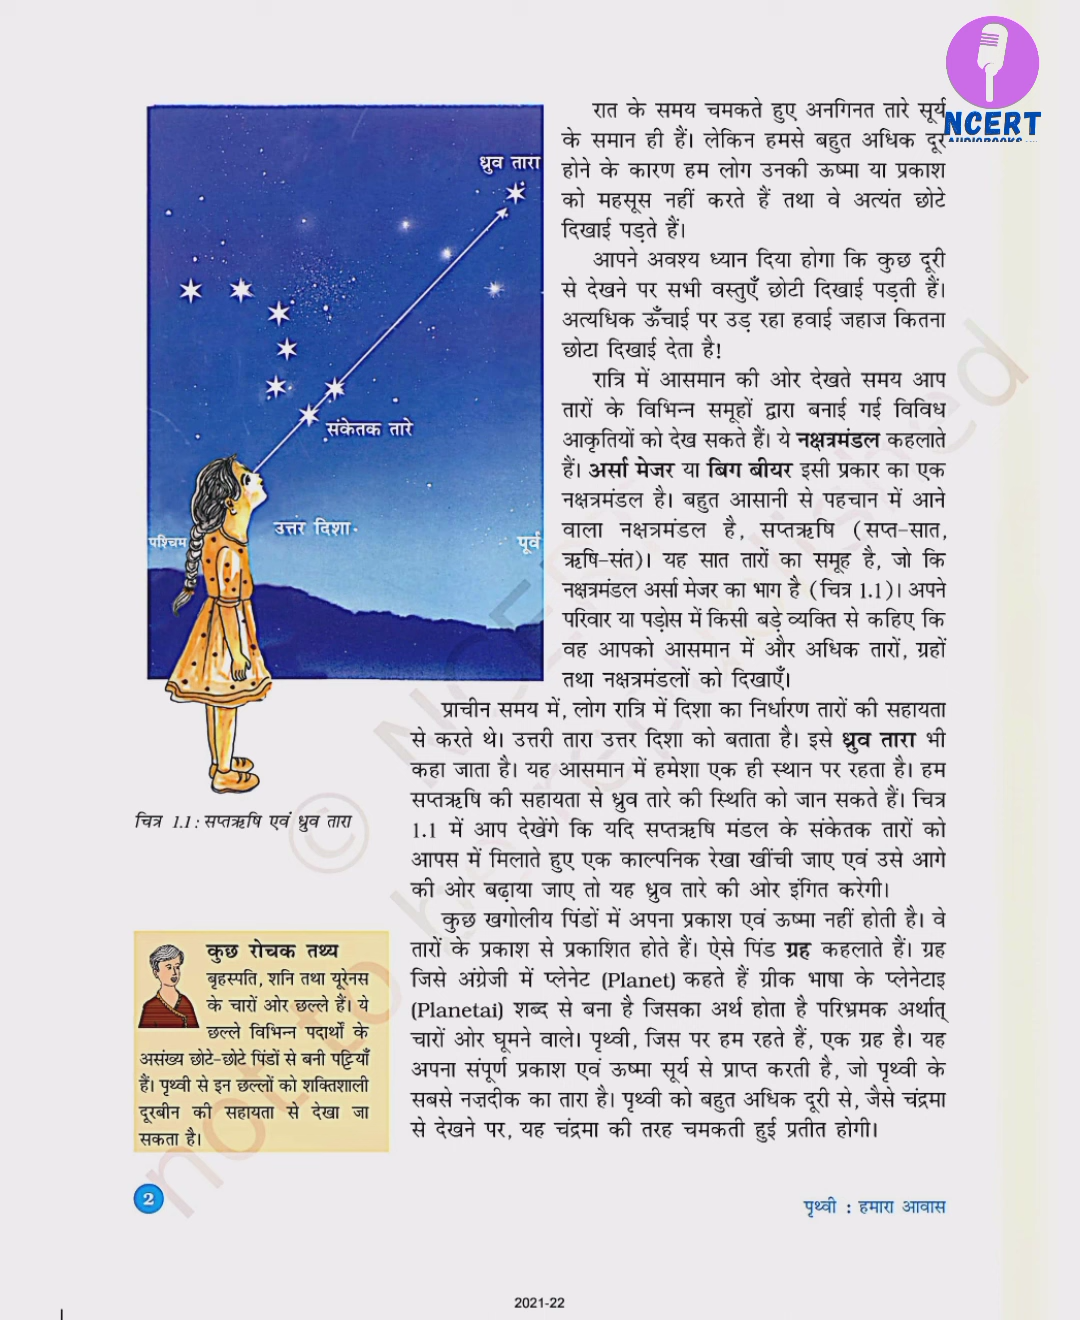 NCERT
रात के समय चमकते हुए अनगिनत तारे सूर्य
के समान ही हैं। लेकिन हमसे बहुत अधिक दूर
होने के कारण हम लोग उनकी ऊष्मा या प्रकाश
को महसूस नहीं करते हैं तथा वे अत्यंत छोटे
दिखाई पड़ते हैं।
आपने अवश्य ध्यान दिया होगा कि कुछ दूरी
से देखने पर सभी वस्तुएँ छोटी दिखाई पड़ती हैं।
अत्यधिक ऊँचाई पर उड़ रहा हवाई जहाज कितना
छोटा दिखाई देता है!
रात्रि में आसमान की ओर देखते समय आप
तारों के विभिन्न समूहों द्वारा बनाई गई विविध
आकृतियों को देख सकते हैं। ये नक्षत्रमंडल कहलाते
हैं। अर्सा मेजर या बिग बीयर इसी प्रकार का एक
नक्षत्रमंडल है। बहुत आसानी से पहचान में आने
वाला नक्षत्रमंडल है, सप्तऋषि (सप्त-सात,
ऋषि-संत)। यह सात तारों का समूह है, जो कि
नक्षत्रमंडल अर्सा मेजर का भाग है (चित्र 1.1)। अपने
परिवार या पड़ोस में किसी बड़े व्यक्ति से कहिए कि
वह आपको आसमान में और अधिक तारों, ग्रहों
तथा नक्षत्रमंडलों को दिखाएँ।
ध्रुव तारा
संकेतक तारे
उत्तर दिशा
पश्चिम
पूर्व
चित्र 1.1: सप्तऋषि एवं ध्रुव तारा
प्राचीन समय में, लोग रात्रि में दिशा का निर्धारण तारों की सहायता
से करते थे। उत्तरी तारा उत्तर दिशा को बताता है। इसे ध्रुव तारा भी
कहा जाता है। यह आसमान में हमेशा एक ही स्थान पर रहता है। हम
सप्तऋषि की सहायता से ध्रुव तारे की स्थिति को जान सकते हैं। चित्र
1.1 में आप देखेंगे कि यदि सप्तऋषि मंडल के संकेतक तारों को
आपस में मिलाते हुए एक काल्पनिक रेखा खींची जाए एवं उसे आगे
की ओर बढ़ाया जाए तो यह ध्रुव तारे की ओर इंगित करेगी।
कुछ खगोलीय पिंडों में अपना प्रकाश एवं ऊष्मा नहीं होती है। वे
तारों के प्रकाश से प्रकाशित होते हैं। ऐसे पिंड ग्रह कहलाते हैं। ग्रह
जिसे अंग्रेजी में प्लेनेट (Planet) कहते हैं ग्रीक भाषा के प्लेनेटाइ
(Planetai) शब्द से बना है जिसका अर्थ होता है परिभ्रमक अर्थात्
चारों ओर घूमने वाले। पृथ्वी, जिस पर हम रहते हैं, एक ग्रह है। यह
अपना संपूर्ण प्रकाश एवं ऊष्मा सूर्य से प्राप्त करती है, जो पृथ्वी के
सबसे नज़दीक का तारा है। पृथ्वी को बहुत अधिक दूरी से, जैसे चंद्रमा
से देखने पर, यह चंद्रमा की तरह चमकती हुई प्रतीत होगी।
कुछ रोचक तथ्य
बृहस्पति, शनि तथा यूरेनस
के चारों ओर छल्ले हैं। ये
छल्ले विभिन्न पदार्थों के
असंख्य छोटे-छोटे पिंडों से बनी पट्टियाँ
हैं। पृथ्वी से इन छल्लों को शक्तिशाली
दूरबीन की सहायता से देखा जा
सकता है।
2
पृथ्वी : हमारा आवास
2021-22
© NCERT
not to be republished